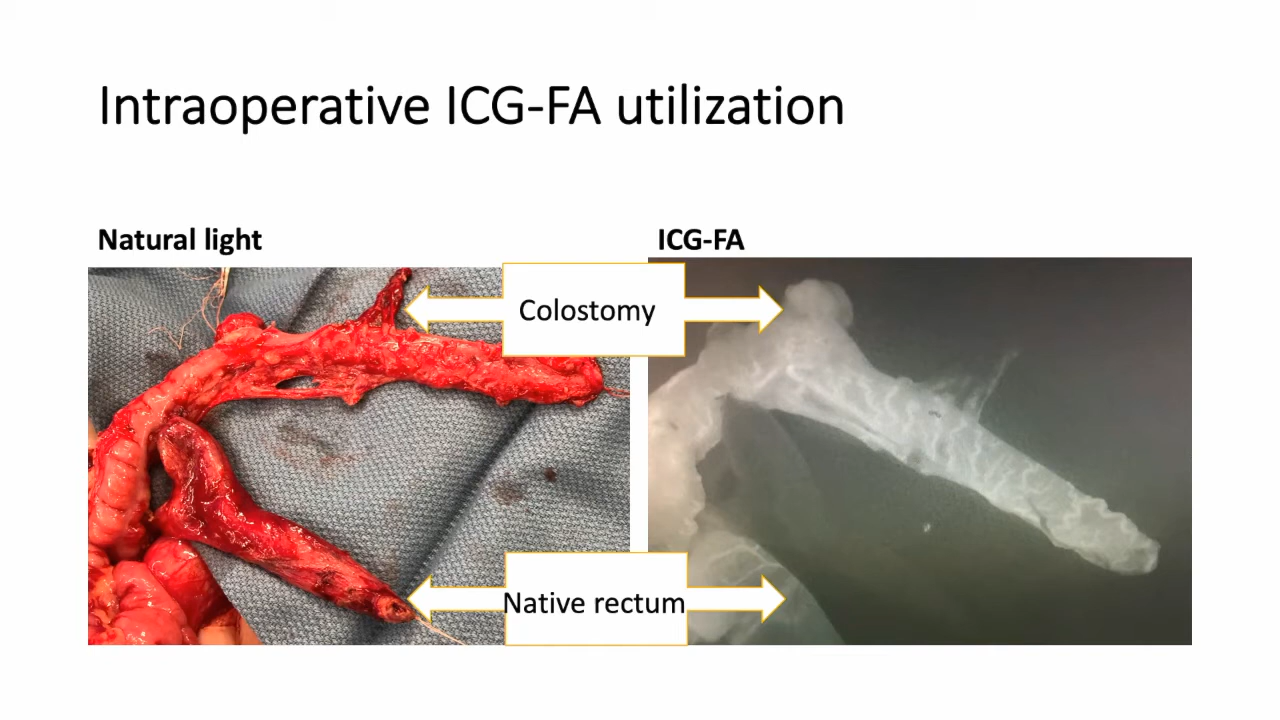 Intraoperative ICG-FA utilization
Natural light
ICG-FA
Colostomy
Native rectum